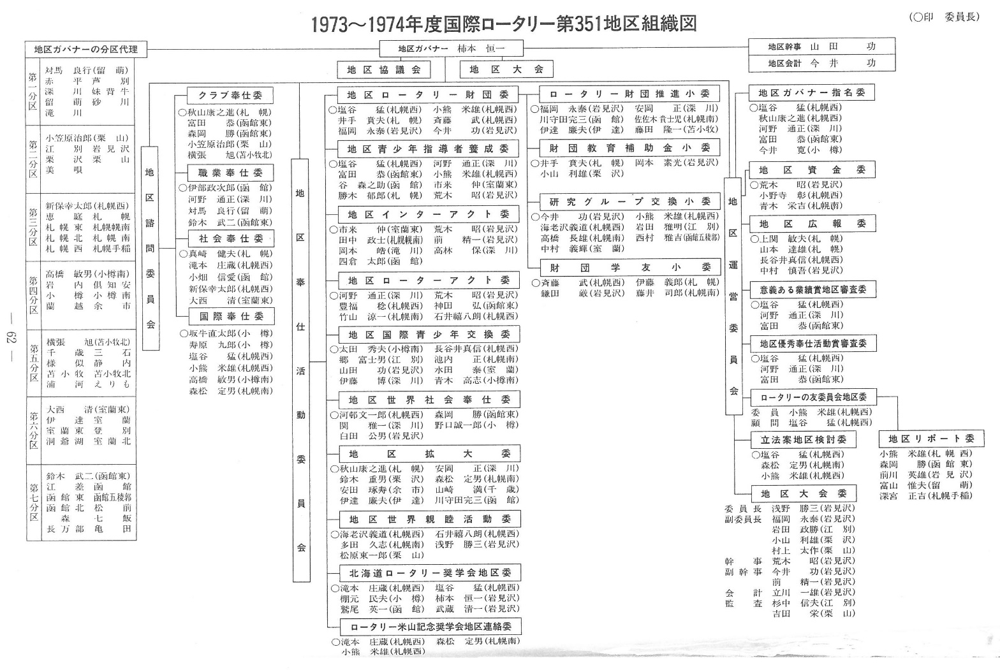 1973～1974年度国際ロータリー第351地区組織図
(○印 委員長)
地区ガバナーの分区代理
地区ガバナー 柿本 恒一
地区幹事 山田 功
地区会計 今井 功
地区協議会
地区大会
第一分区
対馬 良行(留萌)
赤平 芦別
深川 妹背牛
留萌 砂川
滝川
第二分区
小笠原治郎(栗山)
江別 岩見沢
栗沢 栗山
美唄
第三分区
新保幸太郎(札幌西)
恵庭 札幌
札幌東 札幌幌南
札幌北 札幌南
札幌西 札幌手稲
第四分区
高橋 敏男(小樽南)
岩内 倶知安
小樽 小樽南
蘭越 余市
第五分区
横張 旭(苫小牧北)
千歳 三石
様似 静内
苫小牧 苫小牧北
浦河 えりも
第六分区
大西 清(室蘭東)
伊達 室蘭
室蘭東 登別
洞爺湖 室蘭北
第七分区
鈴木 武二(函館東)
江差 函館
函館東 函館五稜郭
函館北 松前
森 七飯
長万部 亀田
地区諮問委員会
クラブ奉仕委
○秋山康之進(札幌)
富田 恭(函館東)
森岡 勝(函館東)
小笠原治郎(栗山)
横張 旭(苫小牧北)
職業奉仕委
○伊部政次郎(函館)
河野 通正(深川)
対馬 良行(留萌)
鈴木 武二(函館東)
社会奉仕委
○真崎 健夫(札幌)
滝本 庄蔵(札幌西)
小畑 信愛(函館)
新保幸太郎(札幌西)
大西 清(室蘭東)
国際奉仕委
○坂牛直太郎(小樽)
寿原 九郎(小樽)
塩谷 猛(札幌西)
小熊 米雄(札幌西)
高橋 敏男(小樽南)
森松 定男(札幌南)
地区奉仕活動委員会
地区ロータリー財団委
○塩谷 猛(札幌西) 小熊 米雄(札幌西)
井手 賁夫(札幌) 斉藤 武(札幌西)
福岡 永泰(岩見沢) 今井 功(岩見沢)
地区青少年指導者養成委
○塩谷 猛(札幌西) 河野 通正(深川)
富田 恭(函館東) 小熊 米雄(札幌西)
谷 森之助(函館) 市来 伸(室蘭東)
勝木 郁郎(札幌) 荒木 昭(岩見沢)
地区インターアクト委
○市来 伸(室蘭東) 荒木 昭(岩見沢)
田中 政士(札幌幌南) 前 精一(岩見沢)
岡本 皓(滝川) 高林 保(深川)
四倉 太郎(函館)
地区ローターアクト委
○河野 通正(深川) 荒木 昭(岩見沢)
豊福 稔(札幌西) 神田 弘(函館東)
竹山 涼一(札幌南) 石井禧八朗(札幌西)
地区国際青少年交換委
○太田 秀夫(小樽南) 長谷井真信(札幌西)
郷 富士男(江別) 池内 正(札幌南)
山田 功(岩見沢) 水田 泰(室蘭)
伊藤 博(深川) 青木 高志(小樽南)
地区世界社会奉仕委
○河邨文一郎(札幌西) 森岡 勝(函館東)
関 雅一(深川) 野口誠一郎(小樽)
白田 公男(岩見沢)
地区拡大委
○秋山康之進(札幌) 安岡 正(深川)
鈴木 重男(栗沢) 森松 定男(札幌南)
安田 琢寿(余市) 山崎 満(千歳)
伊達 廉夫(伊達) 川守田完三(函館)
地区世界親睦活動委
○海老沢義道(札幌西) 石井禧八朗(札幌西)
多田 久志(札幌南) 浅野 勝三(岩見沢)
松原東一郎(栗山)
北海道ロータリー奨学会地区委
○滝本 庄蔵(札幌西) 塩谷 猛(札幌西)
棚元 民夫(小樽) 柿本 恒一(岩見沢)
鷲尾 英一(函館) 武蔵 清一(岩見沢)
ロータリー米山記念奨学会地区連絡委
○滝本 庄蔵(札幌西) 森松 定男(札幌南)
小熊 米雄(札幌西)
ロータリー財団推進小委
○福岡 永泰(岩見沢) 安岡 正(深川)
川守田完三(函館) 佐佐木貴士児(札幌南)
伊達 廉夫(伊達) 藤田 隆一(苫小牧)
財団教育補助金小委
○井手 賁夫(札幌) 岡本 素光(岩見沢)
小山 利雄(栗沢)
研究グループ交換小委
○今井 功(岩見沢) 小熊 米雄(札幌西)
海老沢義道(札幌西) 岩田 雅明(江別)
高橋 長雄(札幌南) 西村 雅吉(函館五稜郭)
中村 義輝(室蘭)
財団学友小委
○斉藤 武(札幌西) 伊藤 義郎(札幌)
鎌田 厳(岩見沢) 藤井 司郎(札幌南)
地区運営委員会
地区ガバナー指名委
○塩谷 猛(札幌西)
秋山康之進(札幌)
河野 通正(深川)
富田 恭(函館東)
今井 寛(小樽)
地区資金委
○荒木 昭(岩見沢)
小野寺 彰(札幌西)
青木 栄吉(札幌南)
地区広報委
○上関 敏夫(札幌)
山本 達雄(札幌)
長谷井真信(札幌西)
中村 慎吾(岩見沢)
意義ある業績賞地区審査委
○塩谷 猛(札幌西)
河野 通正(深川)
富田 恭(函館東)
地区優秀奉仕活動賞審査委
○塩谷 猛(札幌西)
河野 通正(深川)
富田 恭(函館東)
ロータリーの友委員会地区委
委員 小熊 米雄(札幌西)
顧問 塩谷 猛(札幌西)
立法案地区検討委
○塩谷 猛(札幌西)
森松 定男(札幌南)
小熊 米雄(札幌西)
地区リポート委
小熊 米雄(札幌西)
森岡 勝(函館東)
前川 英雄(岩見沢)
富山 惟夫(留萌)
深宮 正吉(札幌手稲)
地区大会委
委員長 浅野 勝三(岩見沢)
副委員長 福岡 永泰(岩見沢)
岩田 政勝(江別)
小山 利雄(栗沢)
村上 太作(栗山)
幹事 荒木 昭(岩見沢)
副幹事 今井 功(岩見沢)
前 精一(岩見沢)
会計 立川 一雄(岩見沢)
監査 杉中 信夫(江別)
吉田 栄(栗山)
— 62 —